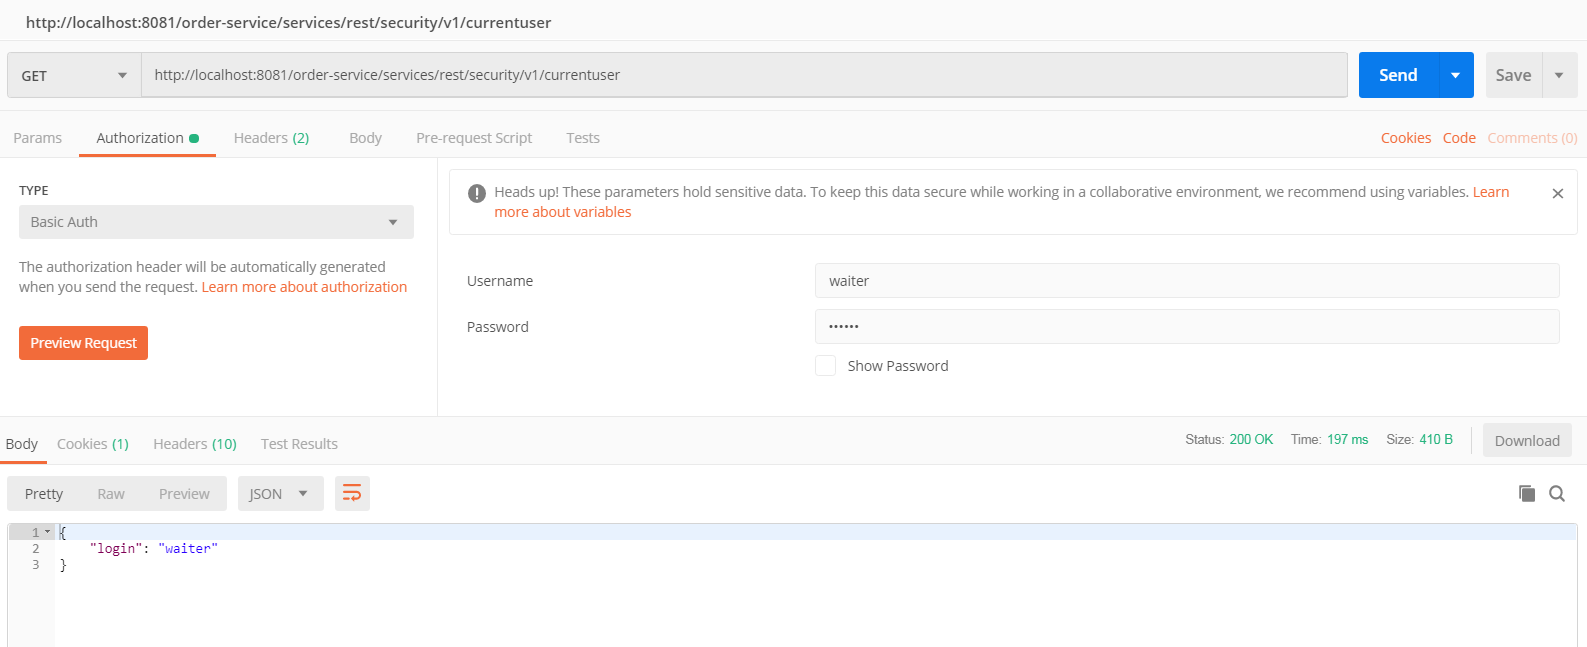 http://localhost:8081/order-service/services/rest/security/v1/currentuser
GET http://localhost:8081/order-service/services/rest/security/v1/currentuser Send Save
Params Authorization Headers (2) Body Pre-request Script Tests Cookies Code Comments (0)
TYPE
Basic Auth
The authorization header will be automatically generated
when you send the request. Learn more about authorization
Preview Request
Heads up! These parameters hold sensitive data. To keep this data secure while working in a collaborative environment, we recommend using variables. Learn
more about variables
Username waiter
Password ••••••
Show Password
Body Cookies (1) Headers (10) Test Results Status: 200 OK Time: 197 ms Size: 410 B Download
Pretty Raw Preview JSON
1 {
2 "login": "waiter"
3 }